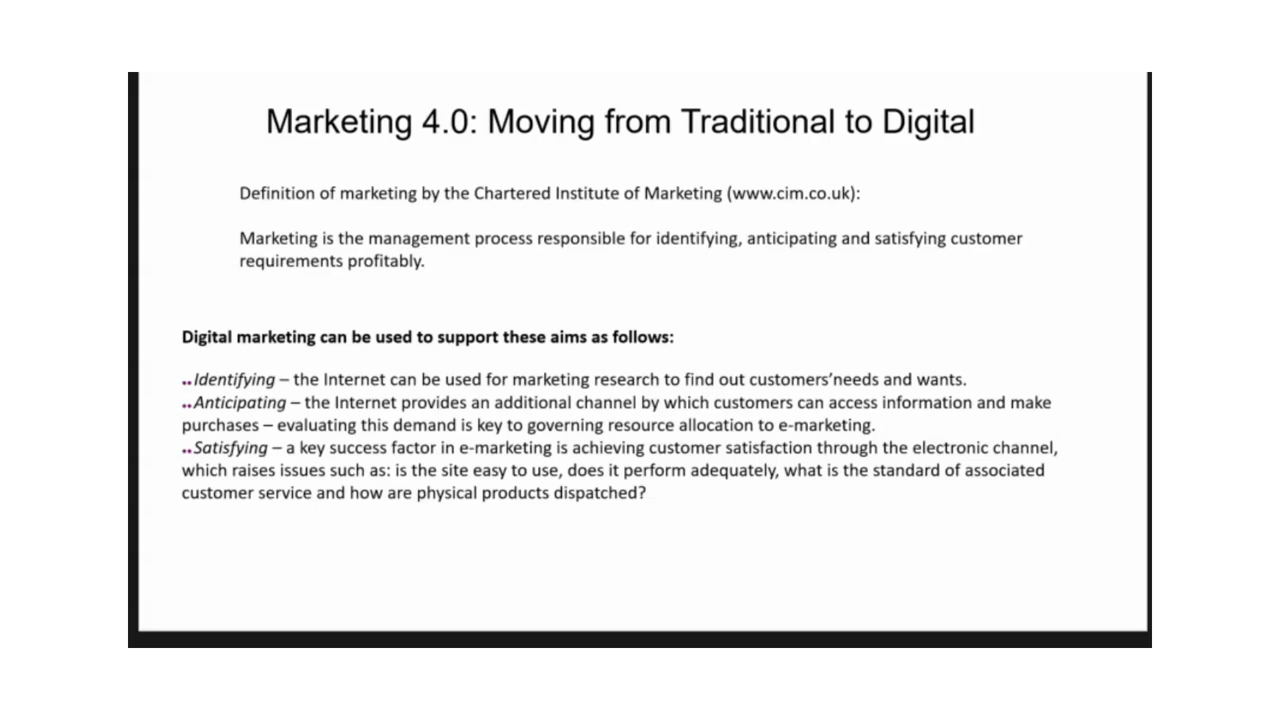 Marketing 4.0: Moving from Traditional to Digital
Definition of marketing by the Chartered Institute of Marketing (www.cim.co.uk):
Marketing is the management process responsible for identifying, anticipating and satisfying customer
requirements profitably.
Digital marketing can be used to support these aims as follows:
..Identifying – the Internet can be used for marketing research to find out customers'needs and wants.
..Anticipating – the Internet provides an additional channel by which customers can access information and make
purchases – evaluating this demand is key to governing resource allocation to e-marketing.
..Satisfying – a key success factor in e-marketing is achieving customer satisfaction through the electronic channel,
which raises issues such as: is the site easy to use, does it perform adequately, what is the standard of associated
customer service and how are physical products dispatched?